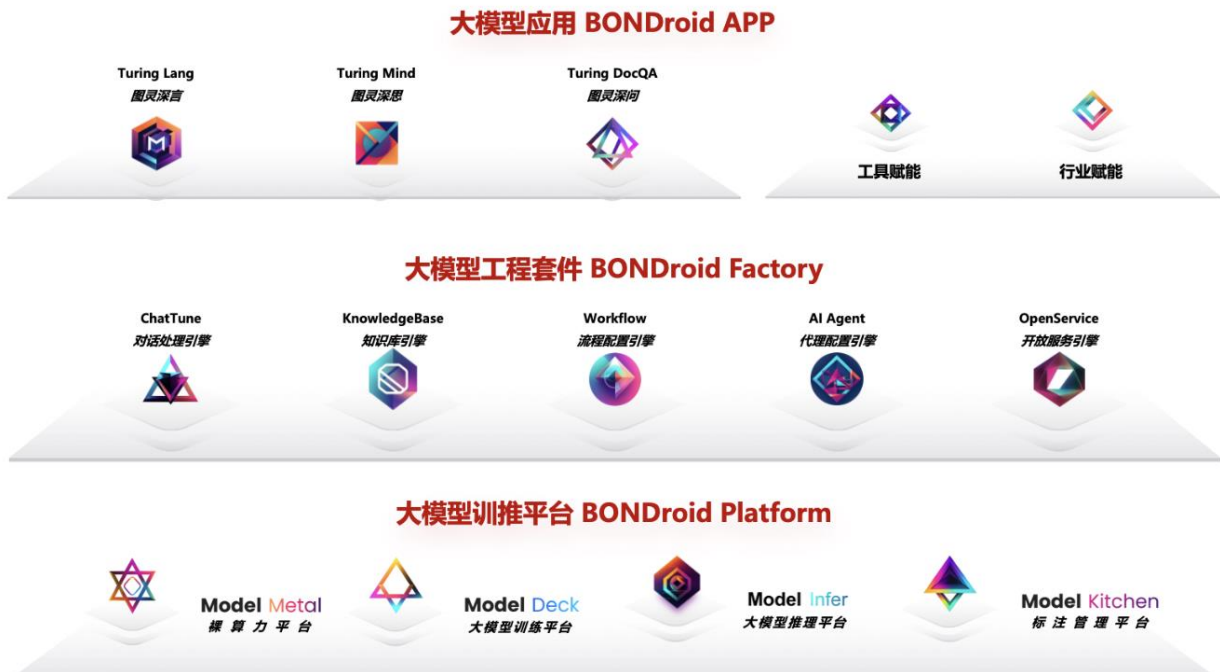 大模型应用 BONDroid APP
Turing Lang
图灵深言
Turing Mind
图灵深思
Turing DocQA
图灵深问
M
工具赋能
行业赋能
大模型工程套件 BONDroid Factory
ChatTune
对话处理引擎
KnowledgeBase
知识库引擎
Workflow
流程配置引擎
AI Agent
代理配置引擎
OpenService
开放服务引擎
大模型训推平台 BONDroid Platform
Model Metal
裸算力平台
Model Deck
大模型训练平台
Model Infer
大模型推理平台
Model Kitchen
标注管理平台